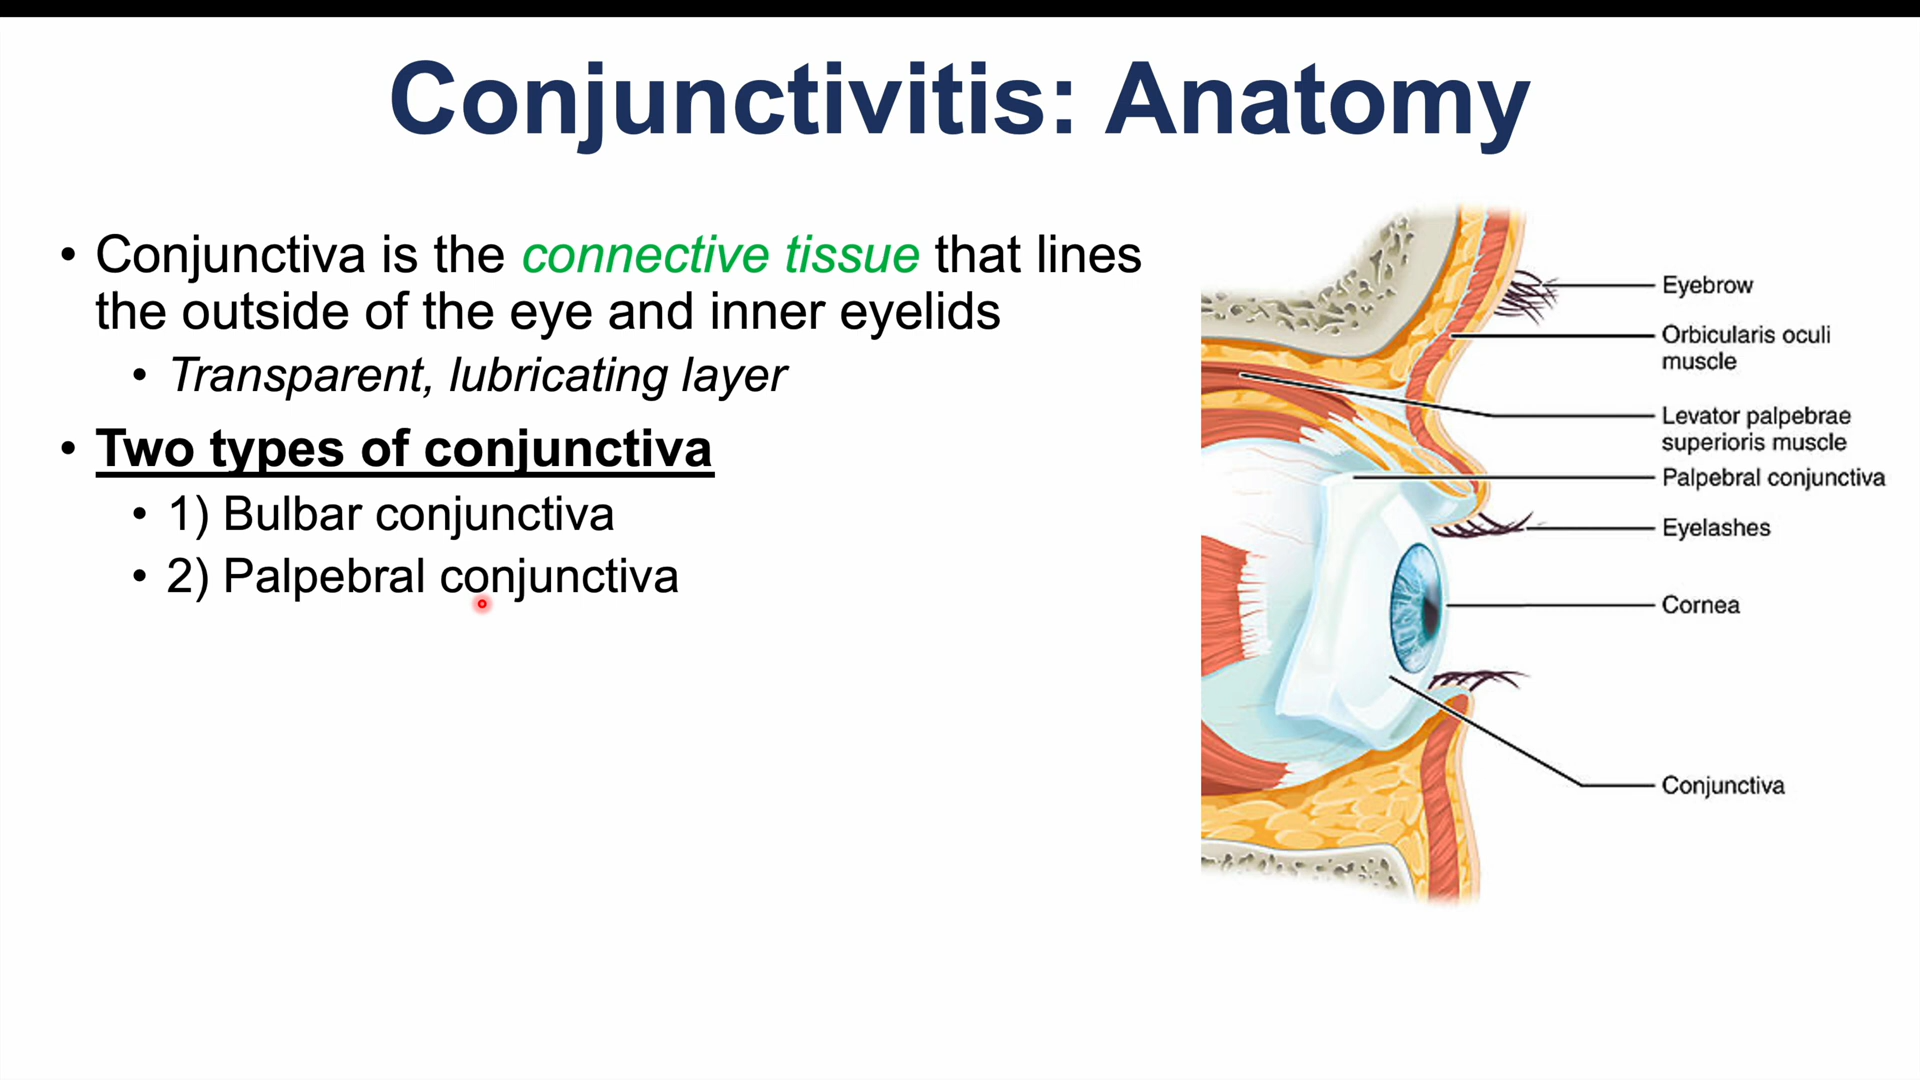 Conjunctivitis: Anatomy
• Conjunctiva is the connective tissue that lines
the outside of the eye and inner eyelids
• Transparent, lubricating layer
• Two types of conjunctiva
• 1) Bulbar conjunctiva
• 2) Palpebral conjunctiva
Eyebrow
Orbicularis oculi
muscle
Levator palpebrae
superioris muscle
Palpebral conjunctiva
Eyelashes
Cornea
Conjunctiva